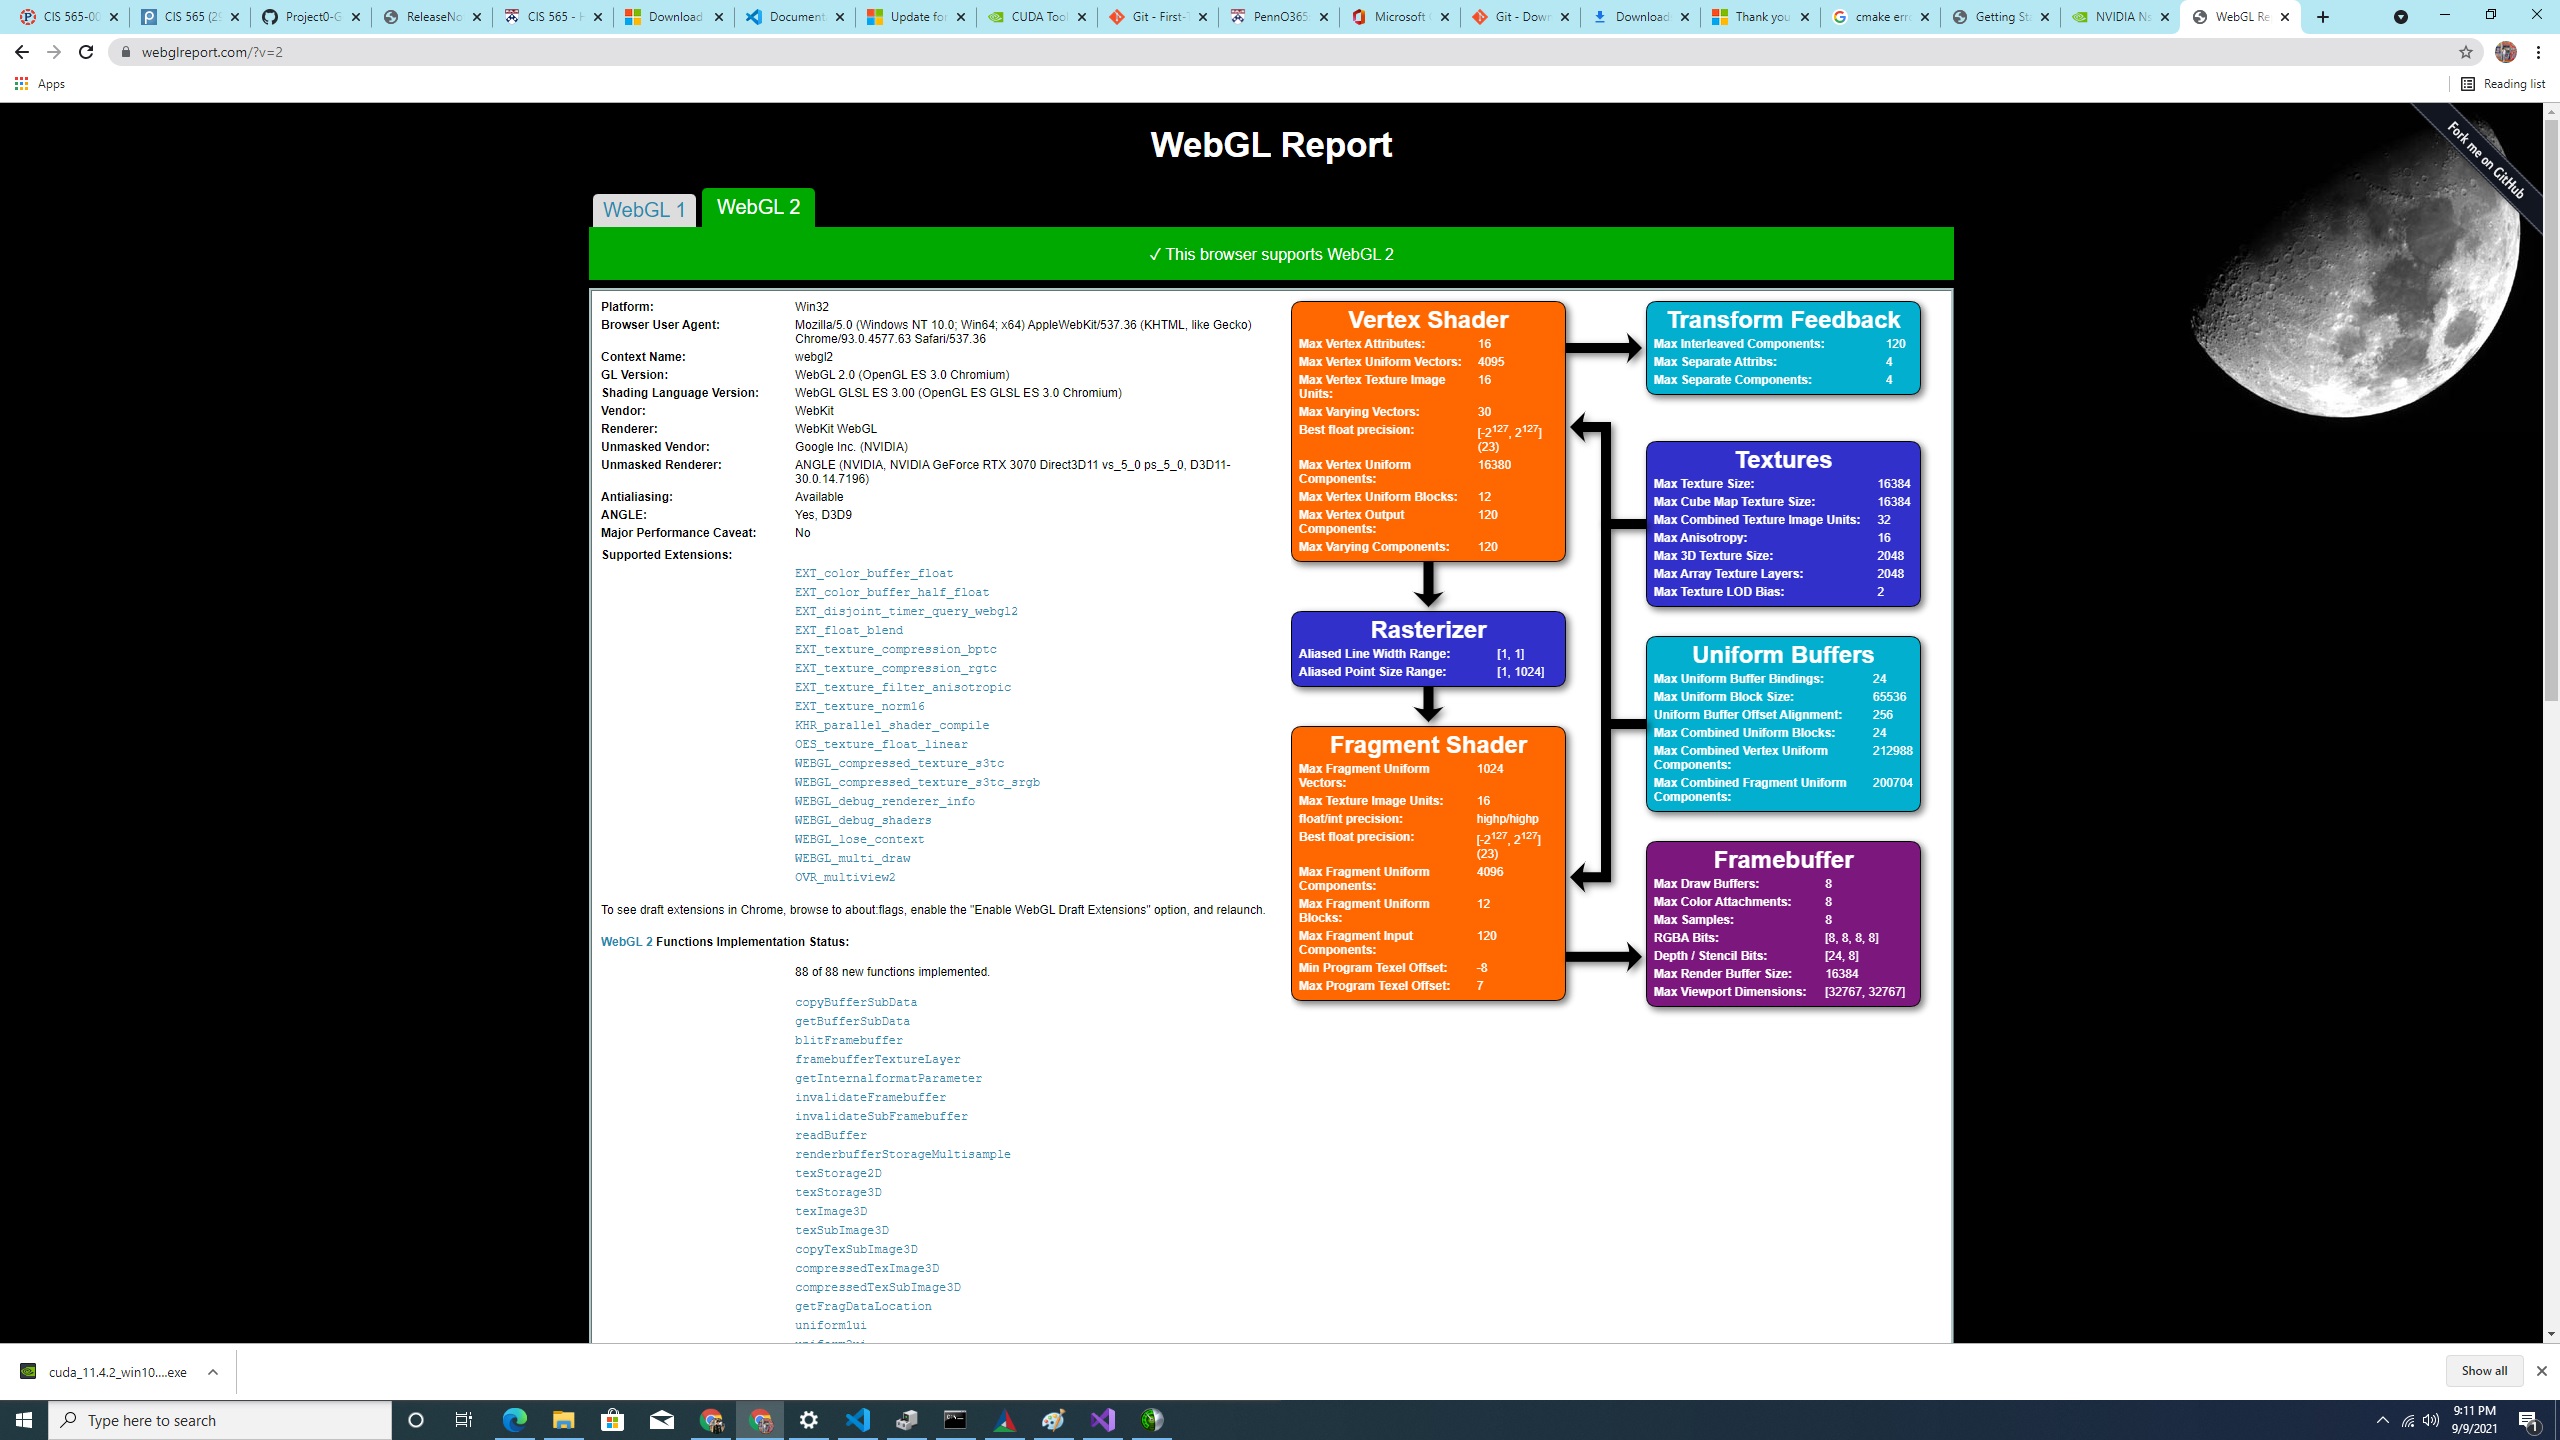 CIS 565-00
CIS 565 (29
Project0-G
ReleaseNo
CIS 565 - H
Download
Document
Update for
CUDA Tool
Git - First-T
PennO365
Microsoft
Git - Down
Download
Thank you
cmake erro
Getting Sta
NVIDIA Ns
WebGL Re
webglreport.com/?v=2
Apps
Reading list
Fork me on GitHub
WebGL Report
WebGL 1
WebGL 2
✓ This browser supports WebGL 2
Platform: Win32
Browser User Agent: Mozilla/5.0 (Windows NT 10.0; Win64; x64) AppleWebKit/537.36 (KHTML, like Gecko)
Chrome/93.0.4577.63 Safari/537.36
Context Name: webgl2
GL Version: WebGL 2.0 (OpenGL ES 3.0 Chromium)
Shading Language Version: WebGL GLSL ES 3.00 (OpenGL ES GLSL ES 3.0 Chromium)
Vendor: WebKit
Renderer: WebKit WebGL
Unmasked Vendor: Google Inc. (NVIDIA)
Unmasked Renderer: ANGLE (NVIDIA, NVIDIA GeForce RTX 3070 Direct3D11 vs_5_0 ps_5_0, D3D11-
30.0.14.7196)
Antialiasing: Available
ANGLE: Yes, D3D9
Major Performance Caveat: No
Supported Extensions:
EXT_color_buffer_float
EXT_color_buffer_half_float
EXT_disjoint_timer_query_webgl2
EXT_float_blend
EXT_texture_compression_bptc
EXT_texture_compression_rgtc
EXT_texture_filter_anisotropic
EXT_texture_norm16
KHR_parallel_shader_compile
OES_texture_float_linear
WEBGL_compressed_texture_s3tc
WEBGL_compressed_texture_s3tc_srgb
WEBGL_debug_renderer_info
WEBGL_debug_shaders
WEBGL_lose_context
WEBGL_multi_draw
OVR_multiview2
To see draft extensions in Chrome, browse to about:flags, enable the "Enable WebGL Draft Extensions" option, and relaunch.
WebGL 2 Functions Implementation Status:
88 of 88 new functions implemented.
copyBufferSubData
getBufferSubData
blitFramebuffer
framebufferTextureLayer
getInternalformatParameter
invalidateFramebuffer
invalidateSubFramebuffer
readBuffer
renderbufferStorageMultisample
texStorage2D
texStorage3D
texImage3D
texSubImage3D
copyTexSubImage3D
compressedTexImage3D
compressedTexSubImage3D
getFragDataLocation
uniform1ui
Vertex Shader
Max Vertex Attributes: 16
Max Vertex Uniform Vectors: 4095
Max Vertex Texture Image 16
Units:
Max Varying Vectors: 30
Best float precision: [-2¹²⁷, 2¹²⁷]
(23)
Max Vertex Uniform 16380
Components:
Max Vertex Uniform Blocks: 12
Max Vertex Output 120
Components:
Max Varying Components: 120
Rasterizer
Aliased Line Width Range: [1, 1]
Aliased Point Size Range: [1, 1024]
Fragment Shader
Max Fragment Uniform 1024
Vectors:
Max Texture Image Units: 16
float/int precision: highp/highp
Best float precision: [-2¹²⁷, 2¹²⁷]
(23)
Max Fragment Uniform 4096
Components:
Max Fragment Uniform 12
Blocks:
Max Fragment Input 120
Components:
Min Program Texel Offset: -8
Max Program Texel Offset: 7
Transform Feedback
Max Interleaved Components: 120
Max Separate Attribs: 4
Max Separate Components: 4
Textures
Max Texture Size: 16384
Max Cube Map Texture Size: 16384
Max Combined Texture Image Units: 32
Max Anisotropy: 16
Max 3D Texture Size: 2048
Max Array Texture Layers: 2048
Max Texture LOD Bias: 2
Uniform Buffers
Max Uniform Buffer Bindings: 24
Max Uniform Block Size: 65536
Uniform Buffer Offset Alignment: 256
Max Combined Uniform Blocks: 24
Max Combined Vertex Uniform 212988
Components:
Max Combined Fragment Uniform 200704
Components:
Framebuffer
Max Draw Buffers: 8
Max Color Attachments: 8
Max Samples: 8
RGBA Bits: [8, 8, 8, 8]
Depth / Stencil Bits: [24, 8]
Max Render Buffer Size: 16384
Max Viewport Dimensions: [32767, 32767]
cuda_11.4.2_win10....exe
Show all
Type here to search
9:11 PM
9/9/2021
1